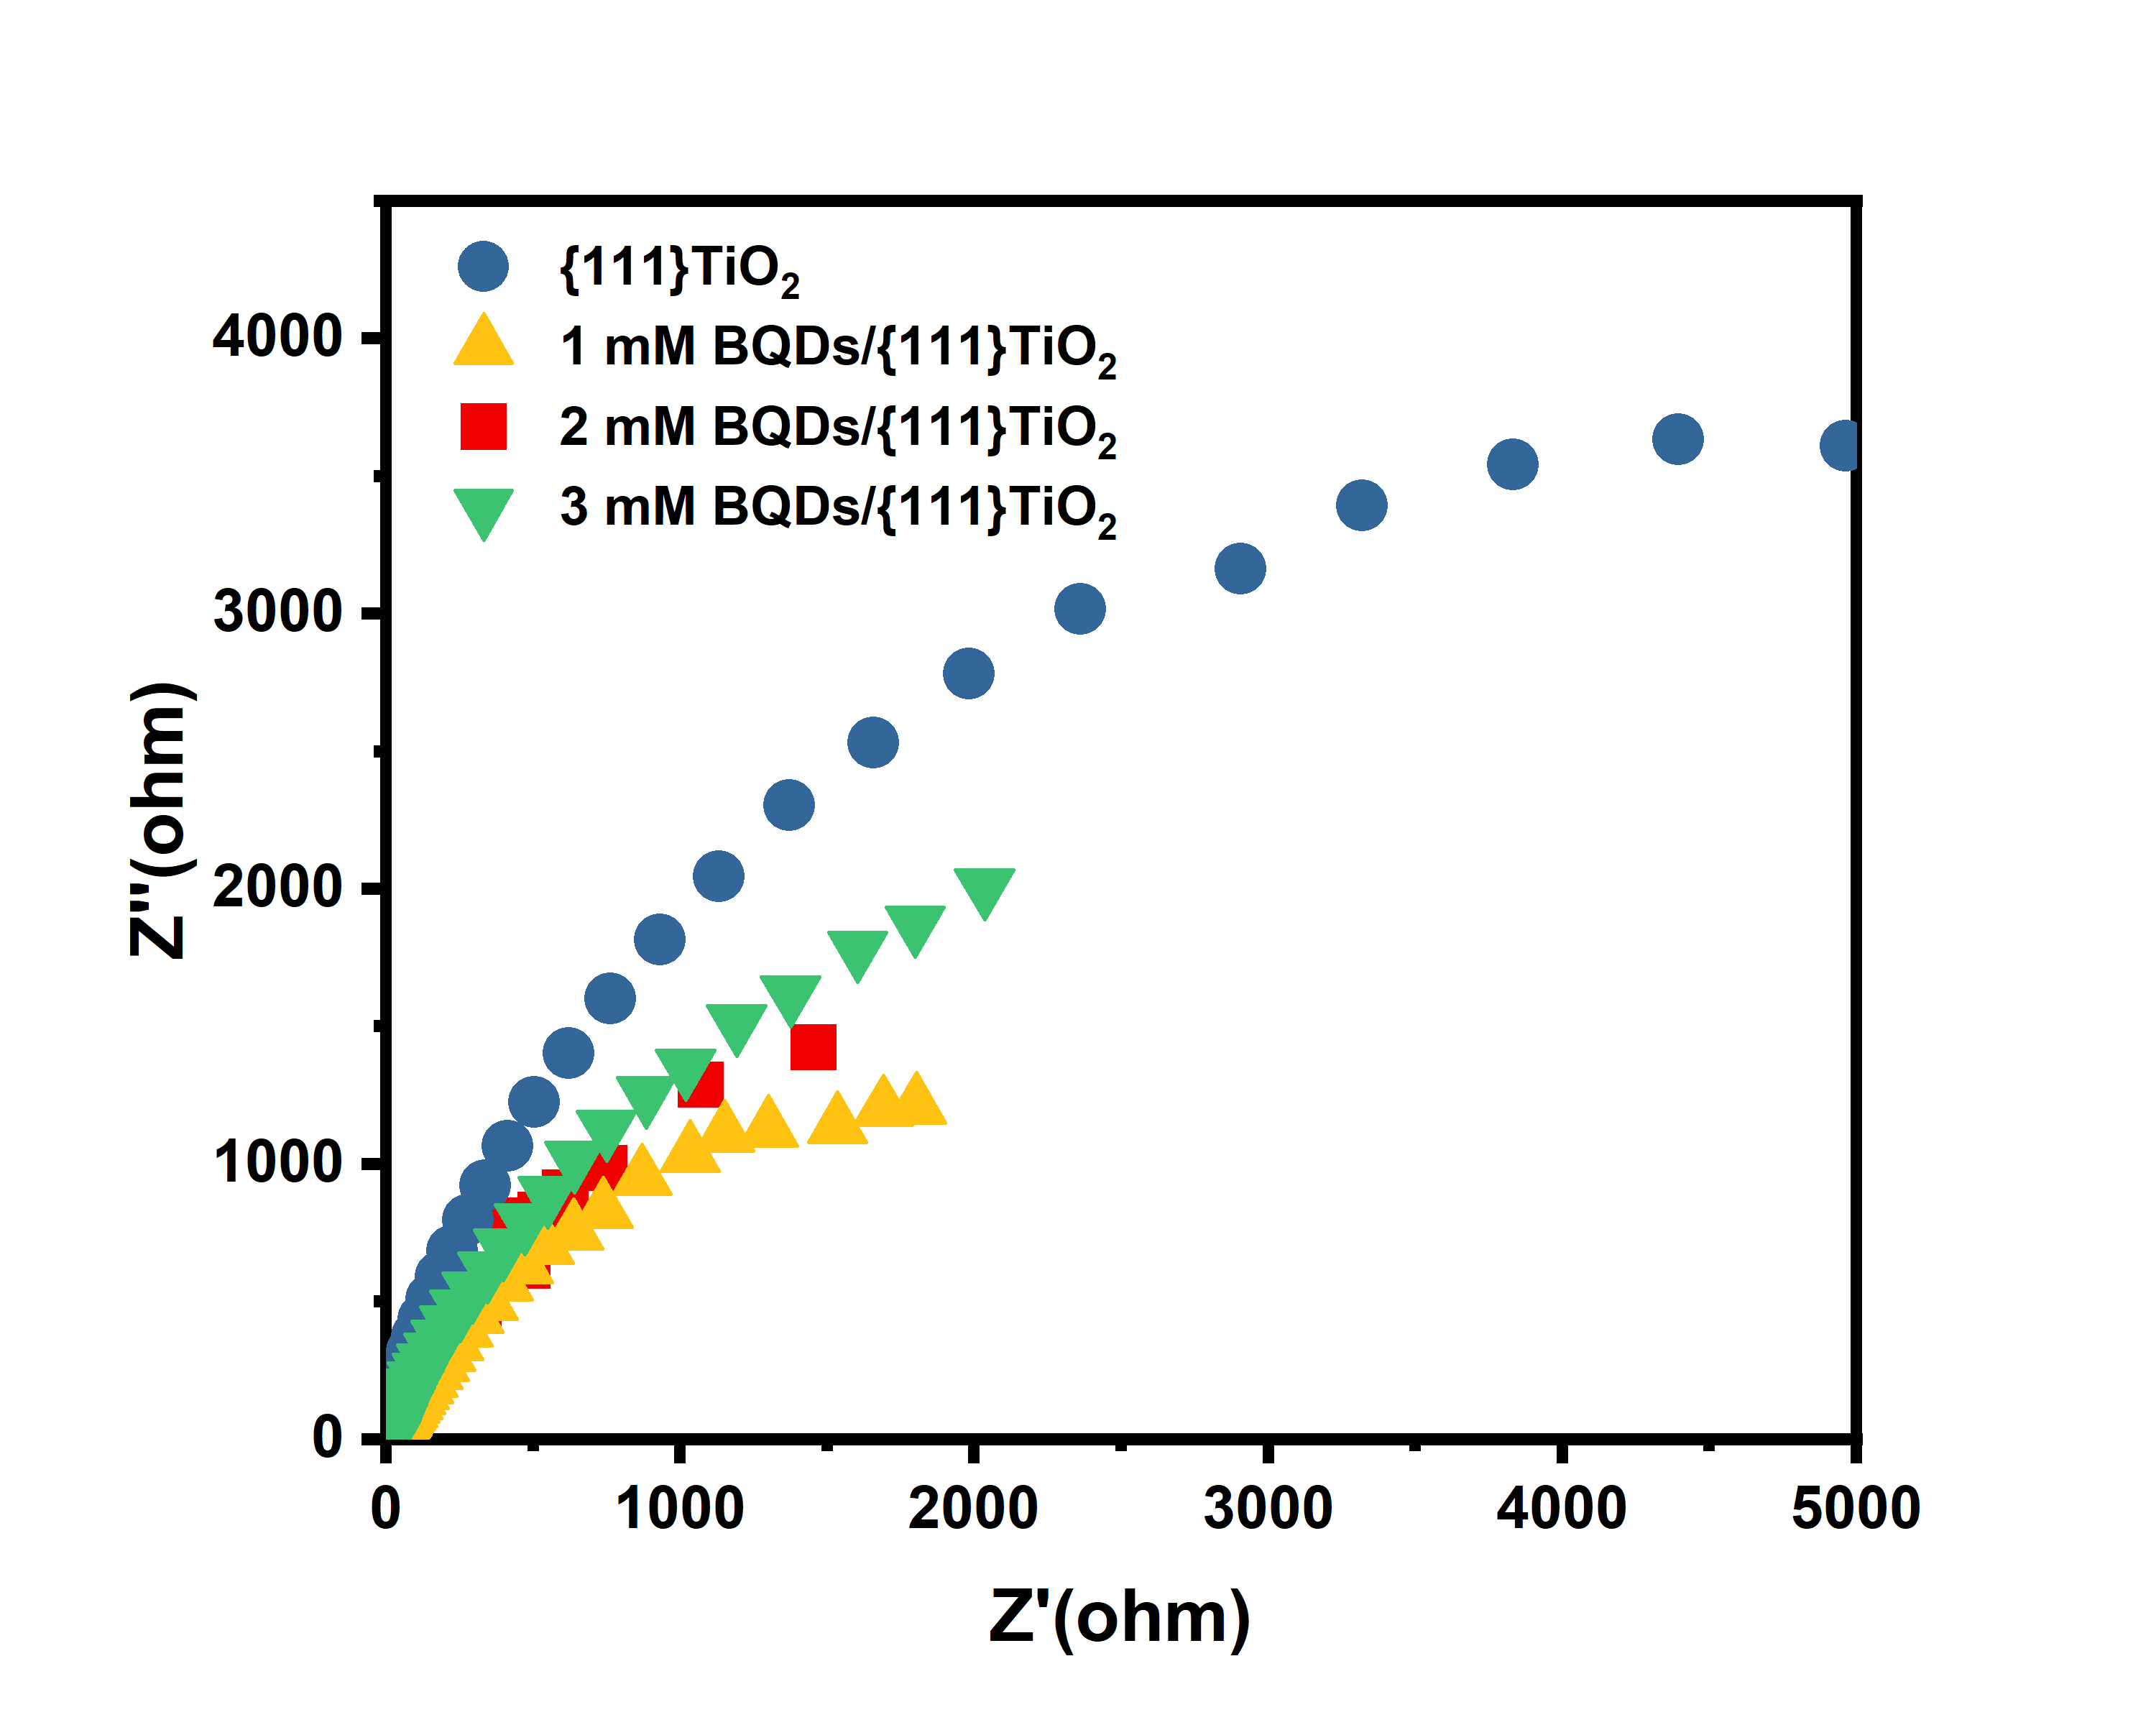 {111}TiO₂
1 mM BQDs/{111}TiO₂
2 mM BQDs/{111}TiO₂
3 mM BQDs/{111}TiO₂
4000
3000
2000
1000
0
Z''(ohm)
0 1000 2000 3000 4000 5000
Z'(ohm)